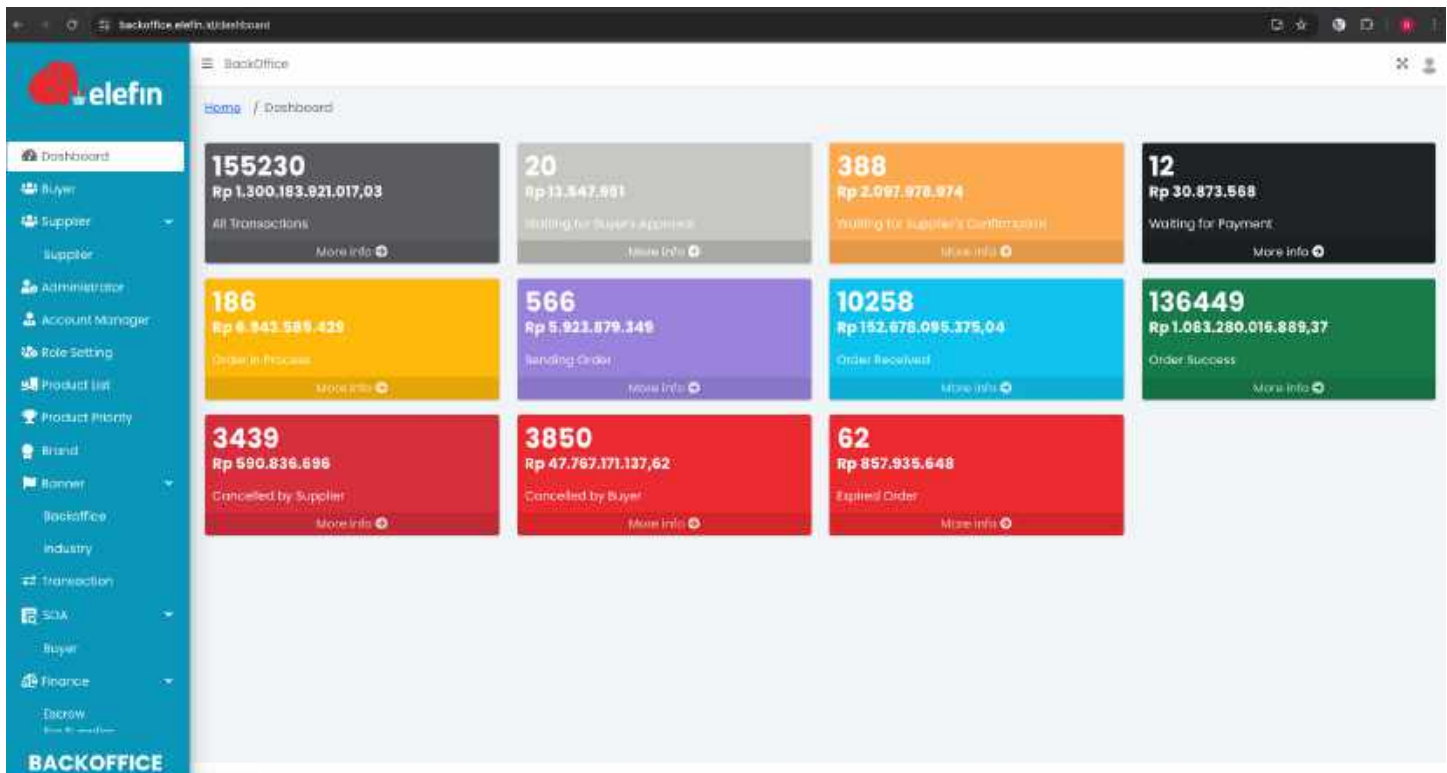 backoffice.elefin.id/dashboard
elefin
BackOffice
Home / Dashboard
Dashboard
Buyer
Supplier
Supplier
Administrator
Account Manager
Role Setting
Product List
Product Priority
Brand
Banner
Backoffice
Industry
Transaction
SOA
Buyer
Finance
Escrow
BACKOFFICE
155230
Rp 1.300.183.921.017,03
All Transactions
More info
20
Rp 13.547.981
Waiting for Buyer's Approval
More info
388
Rp 2.097.978.974
Waiting for Supplier's Confirmation
More info
12
Rp 30.873.568
Waiting for Payment
More info
186
Rp 6.943.585.429
Order in Process
More info
566
Rp 5.923.879.349
Sending Order
More info
10258
Rp 152.678.095.375,04
Order Received
More info
136449
Rp 1.083.280.016.889,37
Order Success
More info
3439
Rp 590.836.696
Cancelled by Supplier
More info
3850
Rp 47.767.171.137,62
Cancelled by Buyer
More info
62
Rp 857.935.648
Expired Order
More info